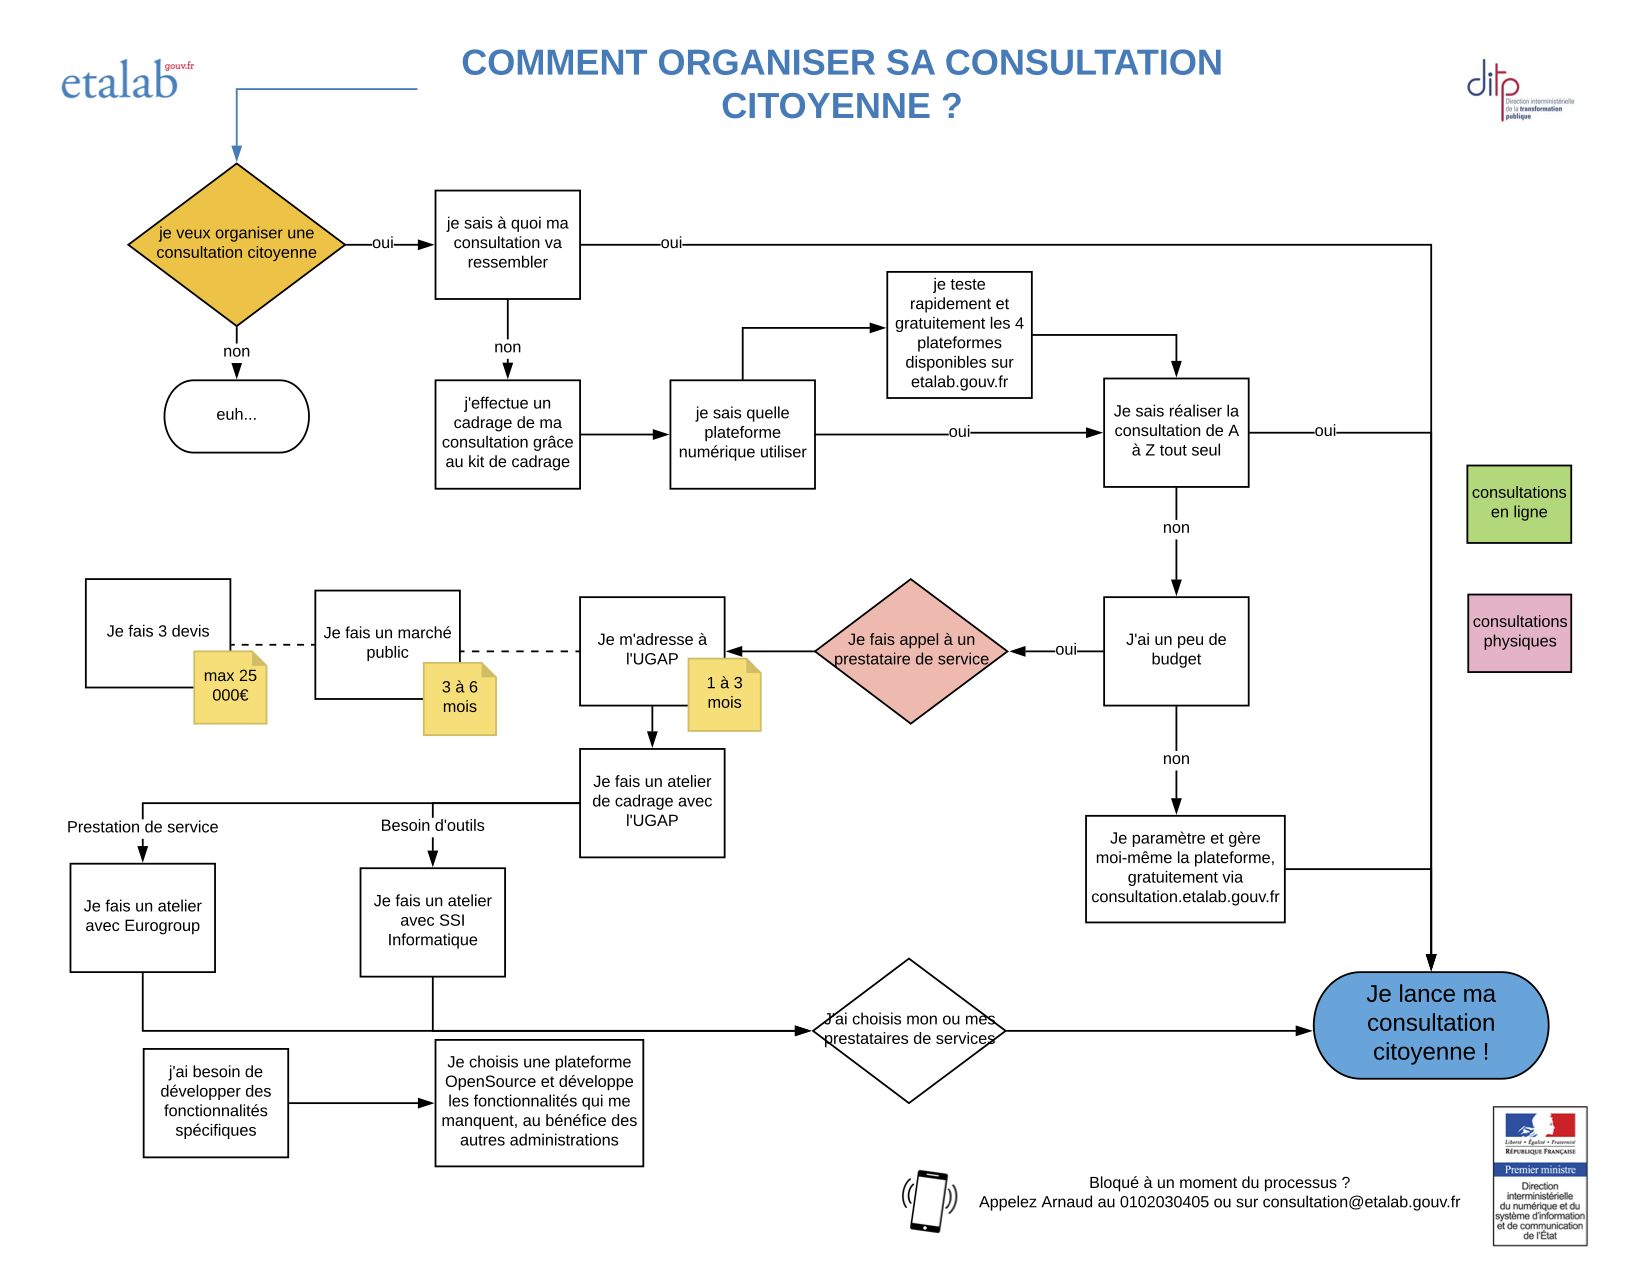 etalab
gouv.fr
COMMENT ORGANISER SA CONSULTATION
CITOYENNE ?
ditp
Direction interministérielle
de la transformation
publique
je veux organiser une
consultation citoyenne
oui
je sais à quoi ma
consultation va
ressembler
oui
non
euh...
non
j'effectue un
cadrage de ma
consultation grâce
au kit de cadrage
je sais quelle
plateforme
numérique utiliser
je teste
rapidement et
gratuitement les 4
plateformes
disponibles sur
etalab.gouv.fr
oui
Je sais réaliser la
consultation de A
à Z tout seul
oui
consultations
en ligne
non
consultations
physiques
Je fais 3 devis
max 25
000€
Je fais un marché
public
3 à 6
mois
Je m'adresse à
l'UGAP
1 à 3
mois
Je fais appel à un
prestataire de service
oui
J'ai un peu de
budget
non
Je fais un atelier
de cadrage avec
l'UGAP
Prestation de service
Besoin d'outils
Je fais un atelier
avec Eurogroup
Je fais un atelier
avec SSI
Informatique
Je paramètre et gère
moi-même la plateforme,
gratuitement via
consultation.etalab.gouv.fr
J'ai choisis mon ou mes
prestataires de services
Je lance ma
consultation
citoyenne !
j'ai besoin de
développer des
fonctionnalités
spécifiques
Je choisis une plateforme
OpenSource et développe
les fonctionnalités qui me
manquent, au bénéfice des
autres administrations
Bloqué à un moment du processus ?
Appelez Arnaud au 0102030405 ou sur consultation@etalab.gouv.fr
Liberté • Égalité • Fraternité
RÉPUBLIQUE FRANÇAISE
Premier ministre
Direction
interministérielle
du numérique et du
système d'information
et de communication
de l'État